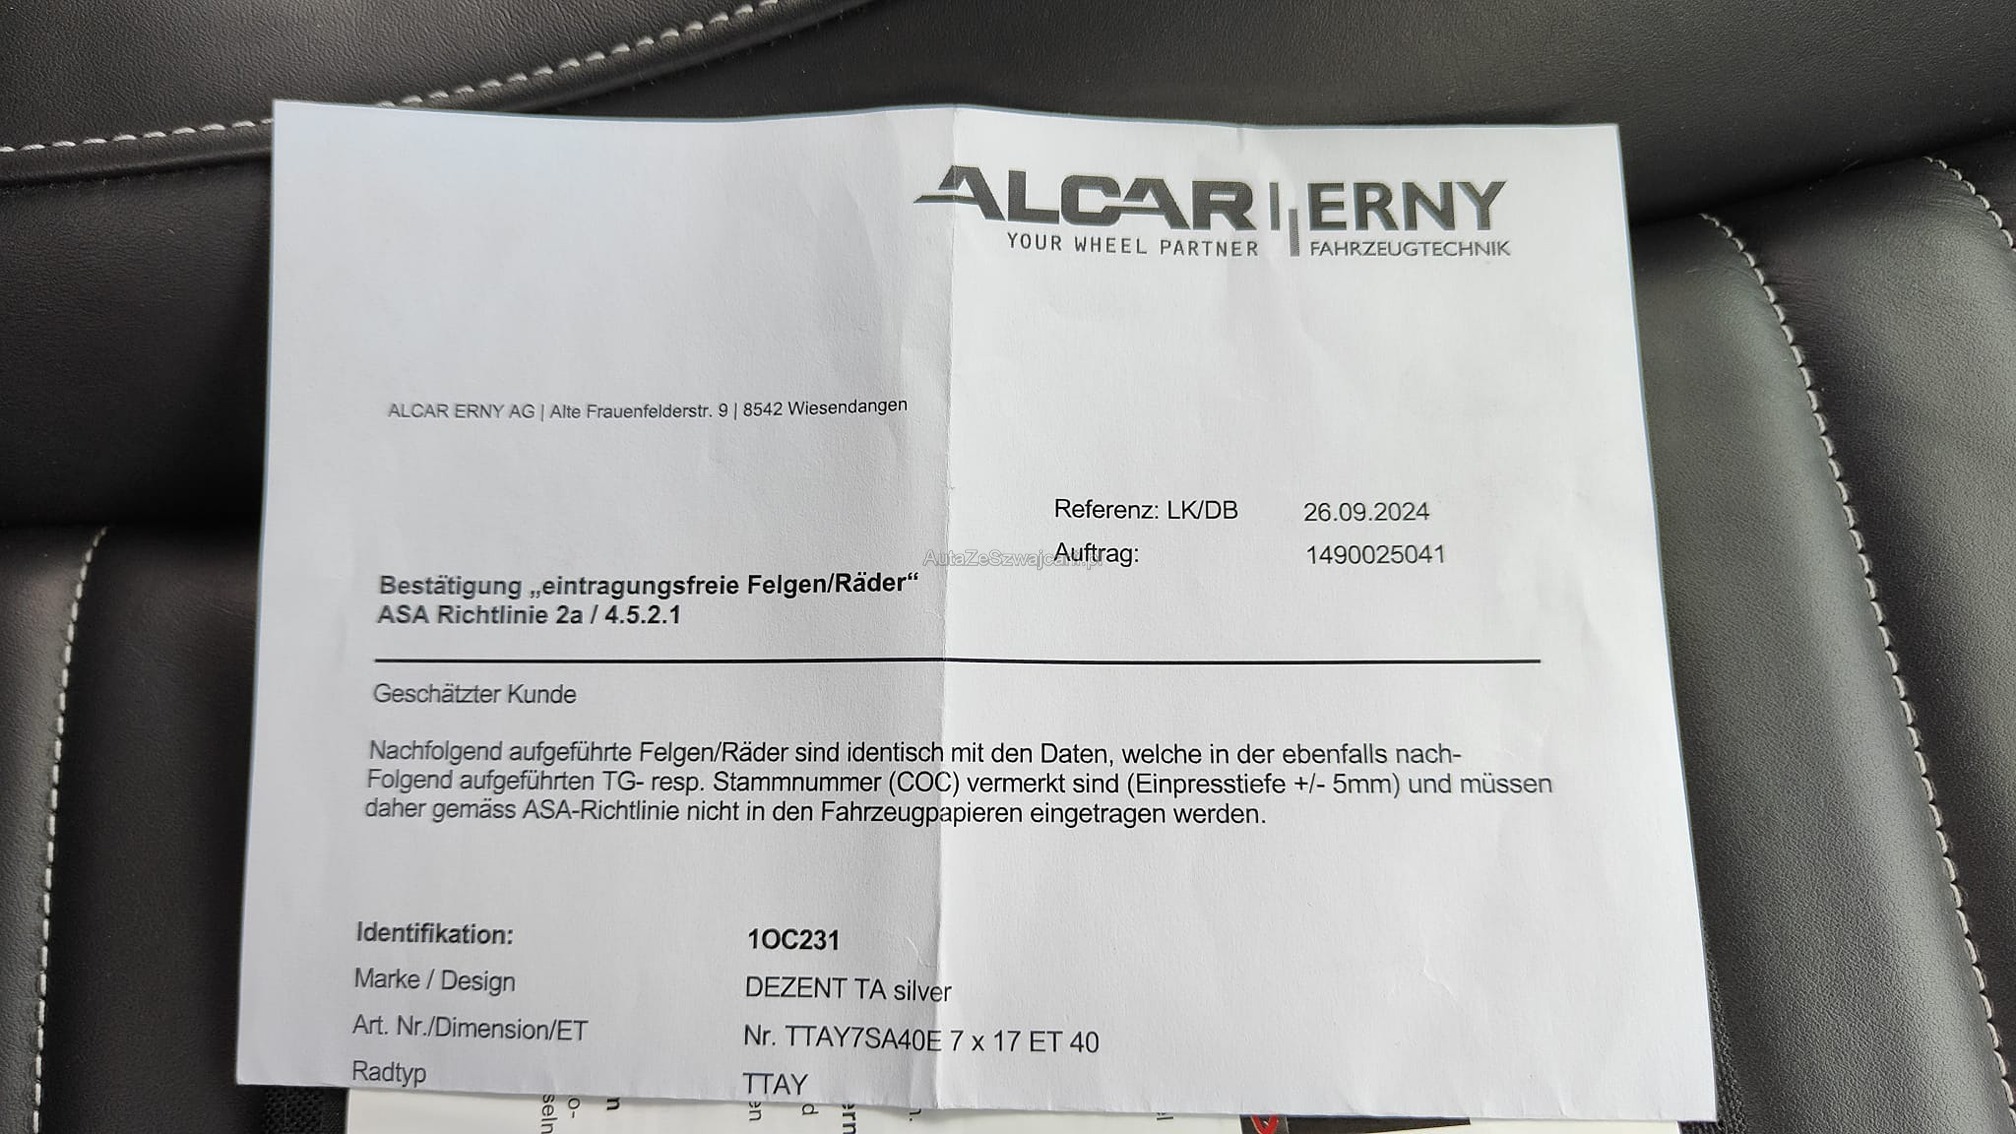 ALCAR ERNY
YOUR WHEEL PARTNER FAHRZEUGTECHNIK
ALCAR ERNY AG | Alte Frauenfelderstr. 9 | 8542 Wiesendangen
Referenz: LK/DB 26.09.2024
Auftrag: 1490025041
AutaZeSzwajcarii.pl
Bestätigung „eintragungsfreie Felgen/Räder“
ASA Richtlinie 2a / 4.5.2.1
Geschätzter Kunde
Nachfolgend aufgeführte Felgen/Räder sind identisch mit den Daten, welche in der ebenfalls nach-
Folgend aufgeführten TG- resp. Stammnummer (COC) vermerkt sind (Einpresstiefe +/- 5mm) und müssen
daher gemäss ASA-Richtlinie nicht in den Fahrzeugpapieren eingetragen werden.
Identifikation: 1OC231
Marke / Design DEZENT TA silver
Art. Nr./Dimension/ET Nr. TTAY7SA40E 7 x 17 ET 40
Radtyp TTAY